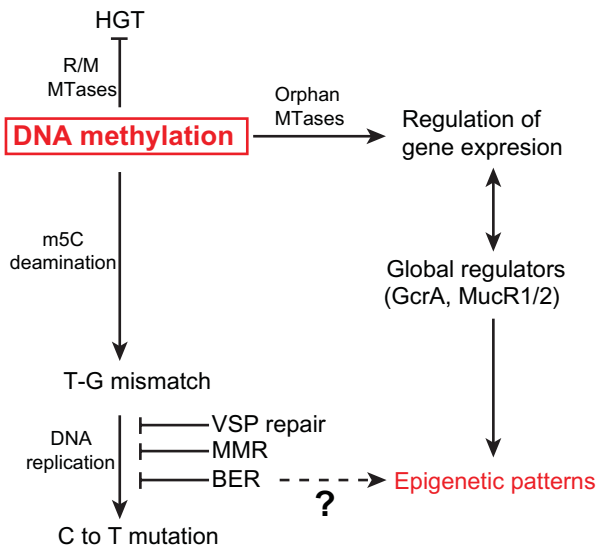 HGT
R/M
MTases
DNA methylation
Orphan
MTases
Regulation of
gene expresion
m5C
deamination
Global regulators
(GcrA, MucR1/2)
T-G mismatch
DNA
replication
VSP repair
MMR
BER
?
Epigenetic patterns
C to T mutation